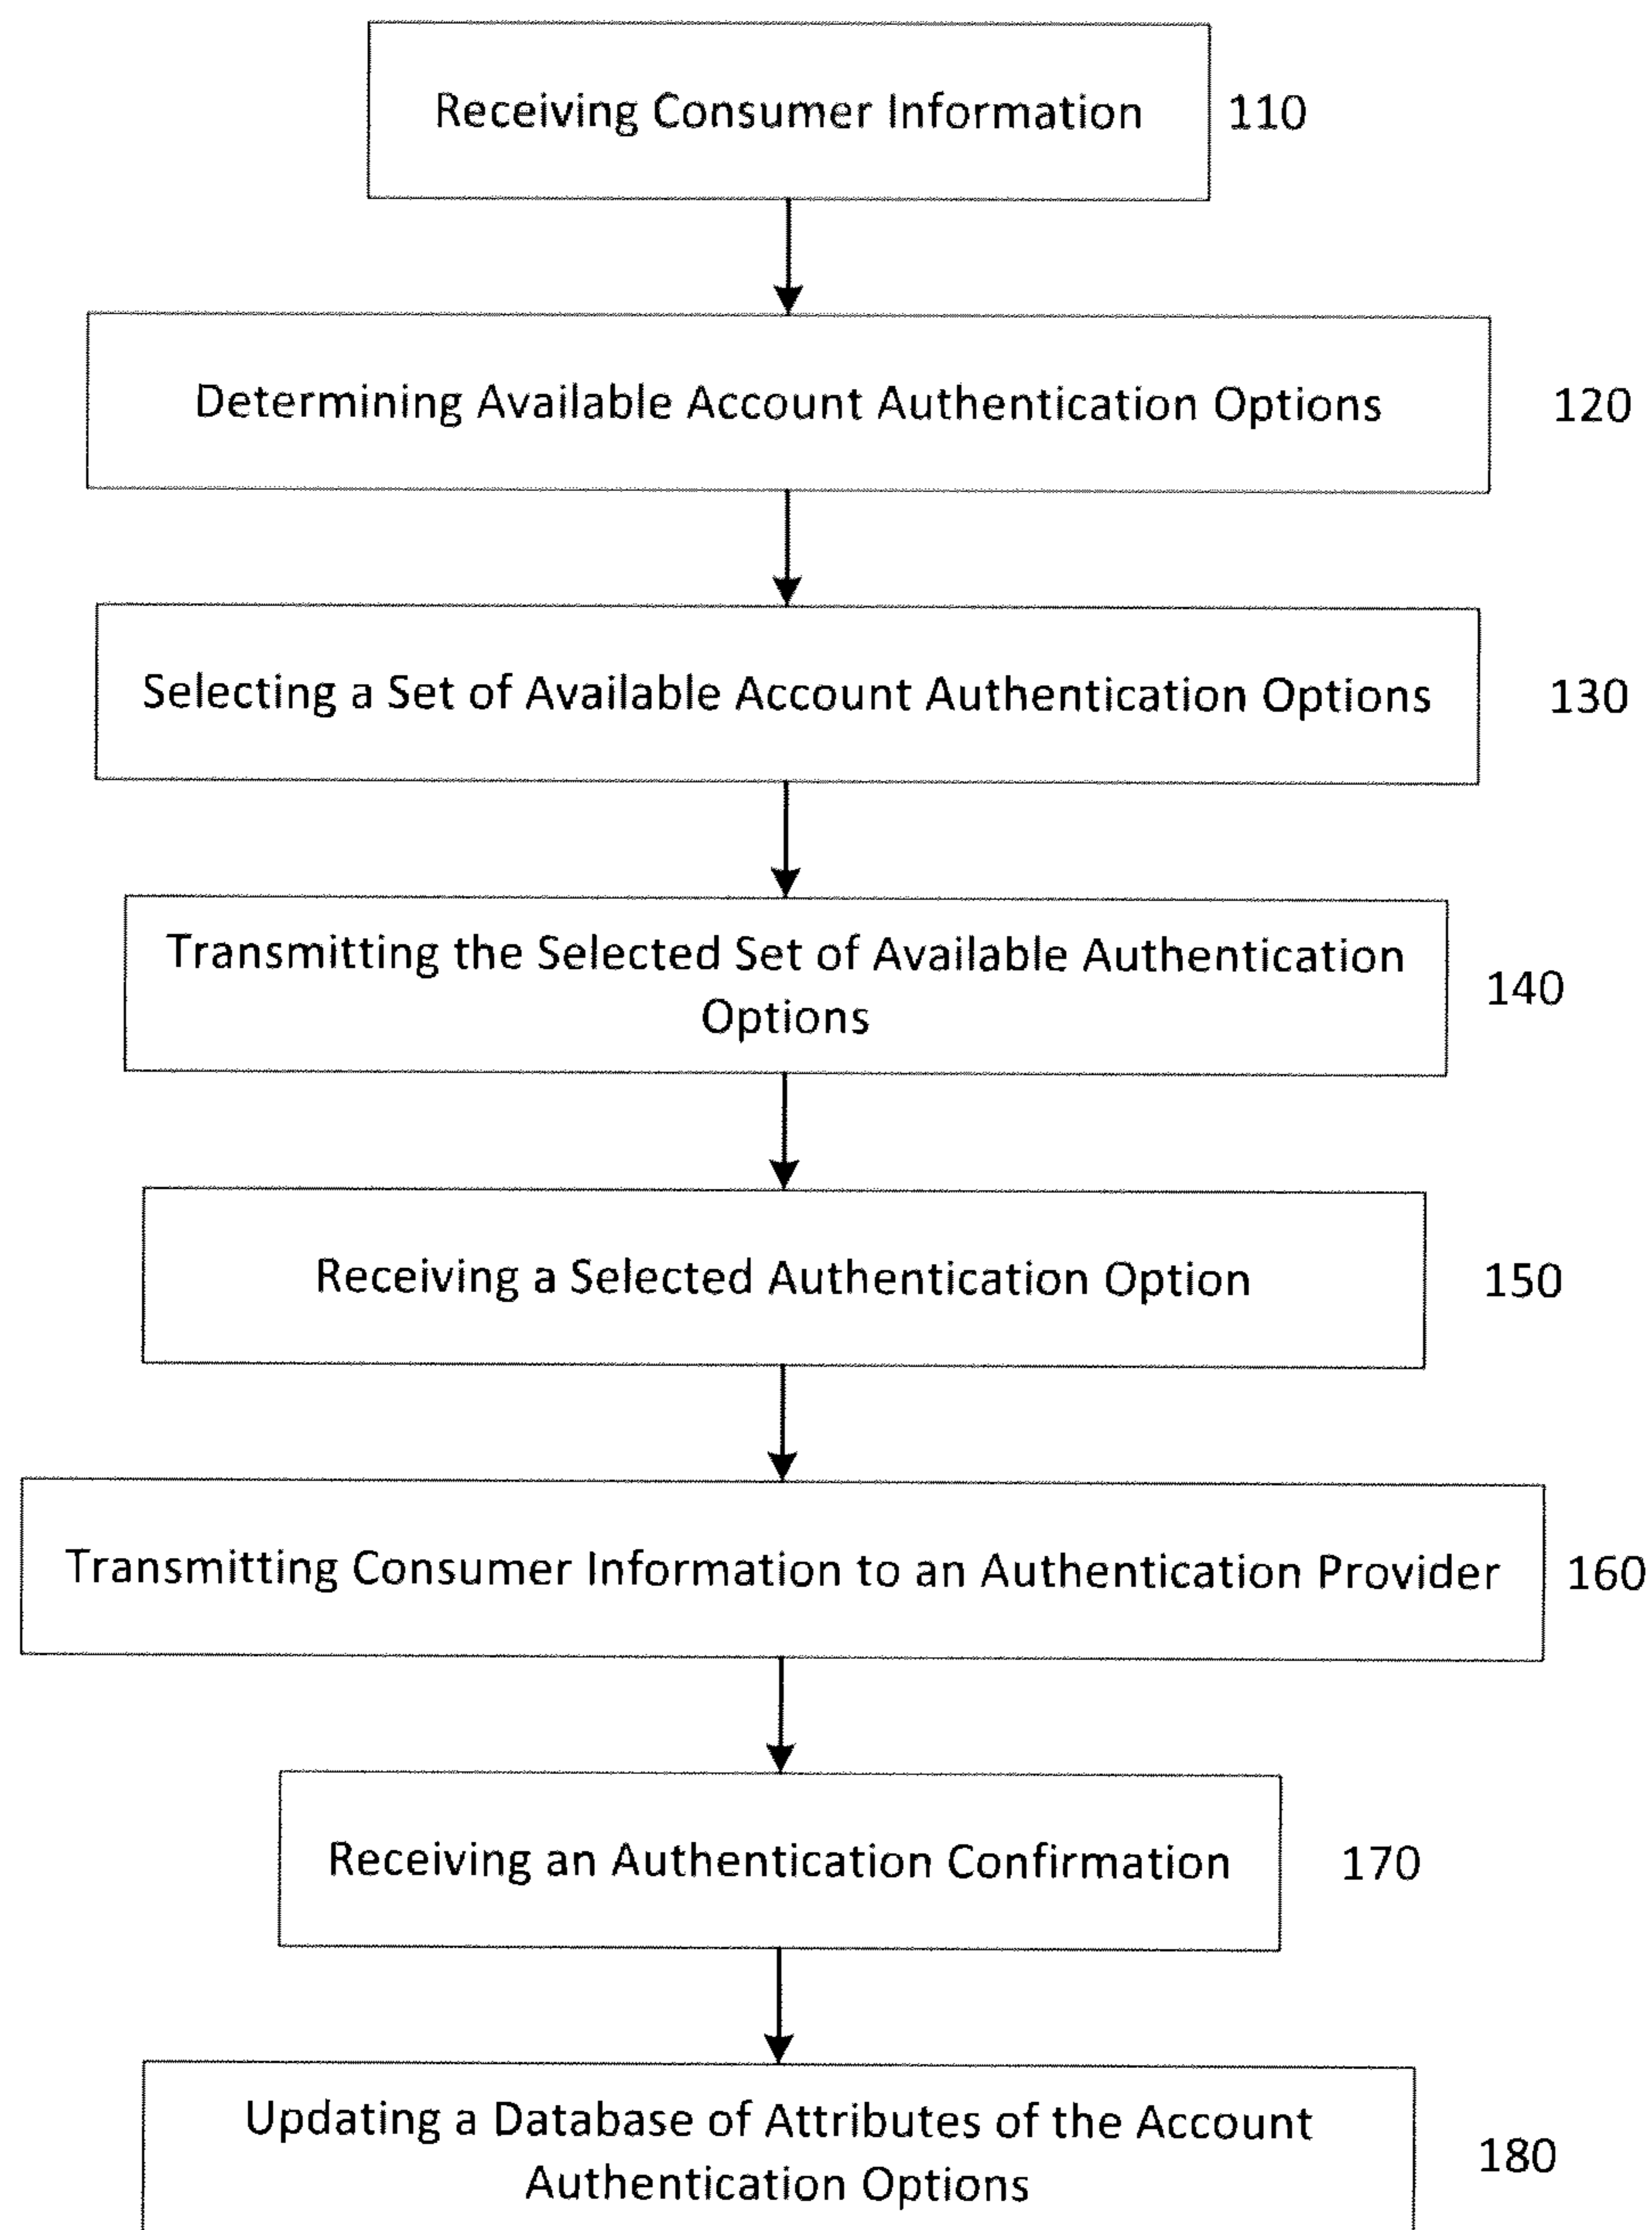 Receiving Consumer Information 110
Determining Available Account Authentication Options 120
Selecting a Set of Available Account Authentication Options 130
Transmitting the Selected Set of Available Authentication
Options
140
Receiving a Selected Authentication Option 150
Transmitting Consumer Information to an Authentication Provider 160
Receiving an Authentication Confirmation 170
Updating a Database of Attributes of the Account
Authentication Options
180